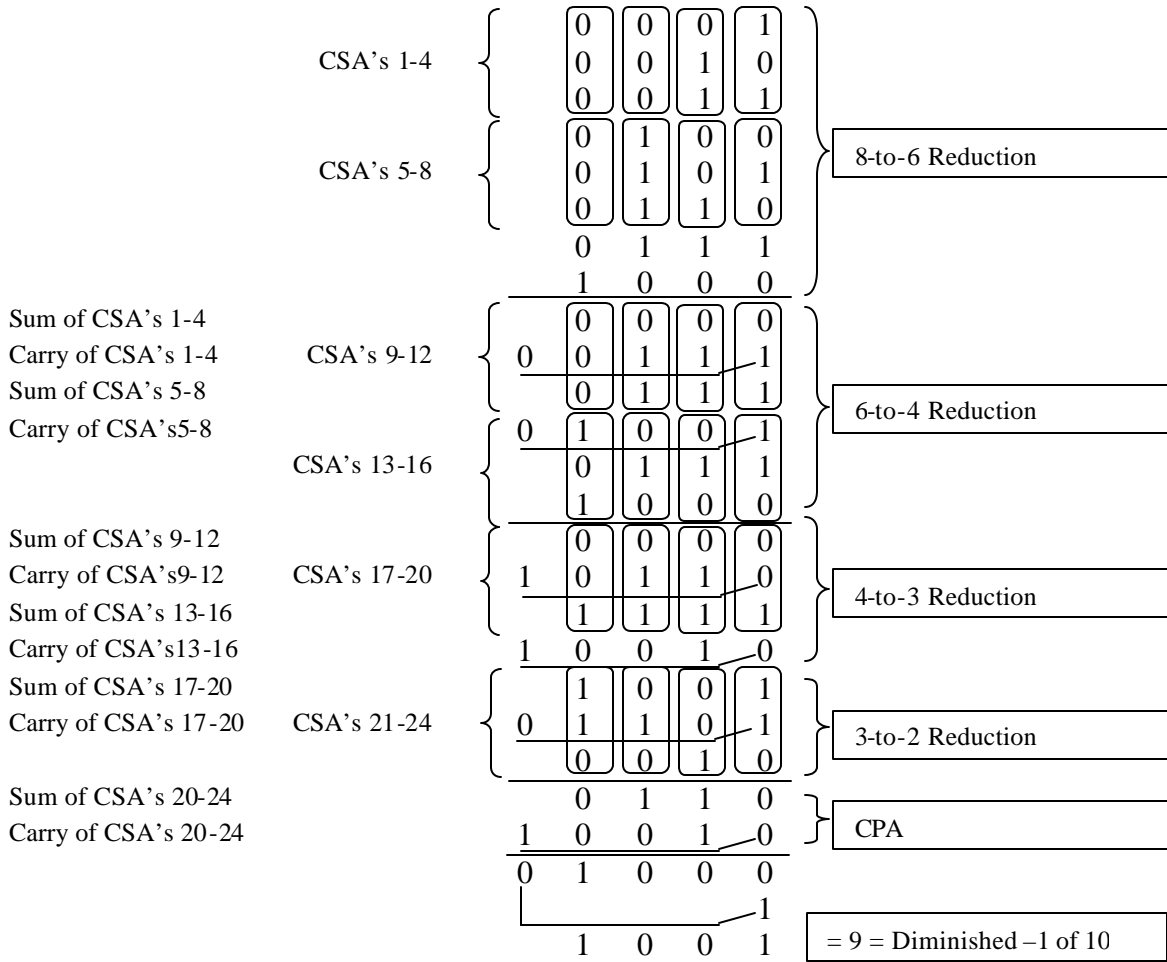 0 0 0 1
CSA's 1-4 0 0 1 0
0 0 1 1
0 1 0 0
8-to-6 Reduction
CSA's 5-8 0 1 0 1
0 1 1 0
0 1 1 1
1 0 0 0
Sum of CSA's 1-4 0 0 0 0
Carry of CSA's 1-4 CSA's 9-12 0 0 1 1 1
Sum of CSA's 5-8 0 1 1 1
6-to-4 Reduction
Carry of CSA's5-8 0 1 0 0 1
CSA's 13-16 0 1 1 1
1 0 0 0
Sum of CSA's 9-12 0 0 0 0
Carry of CSA's9-12 CSA's 17-20 1 0 1 1 0
4-to-3 Reduction
Sum of CSA's 13-16 1 1 1 1
Carry of CSA's13-16 1 0 0 1 0
Sum of CSA's 17-20 1 0 0 1
Carry of CSA's 17-20 CSA's 21-24 0 1 1 0 1
3-to-2 Reduction
0 0 1 0
Sum of CSA's 20-24 0 1 1 0
Carry of CSA's 20-24 1 0 0 1 0
CPA
0 1 0 0 0
1
1 0 0 1
= 9 = Diminished –1 of 10